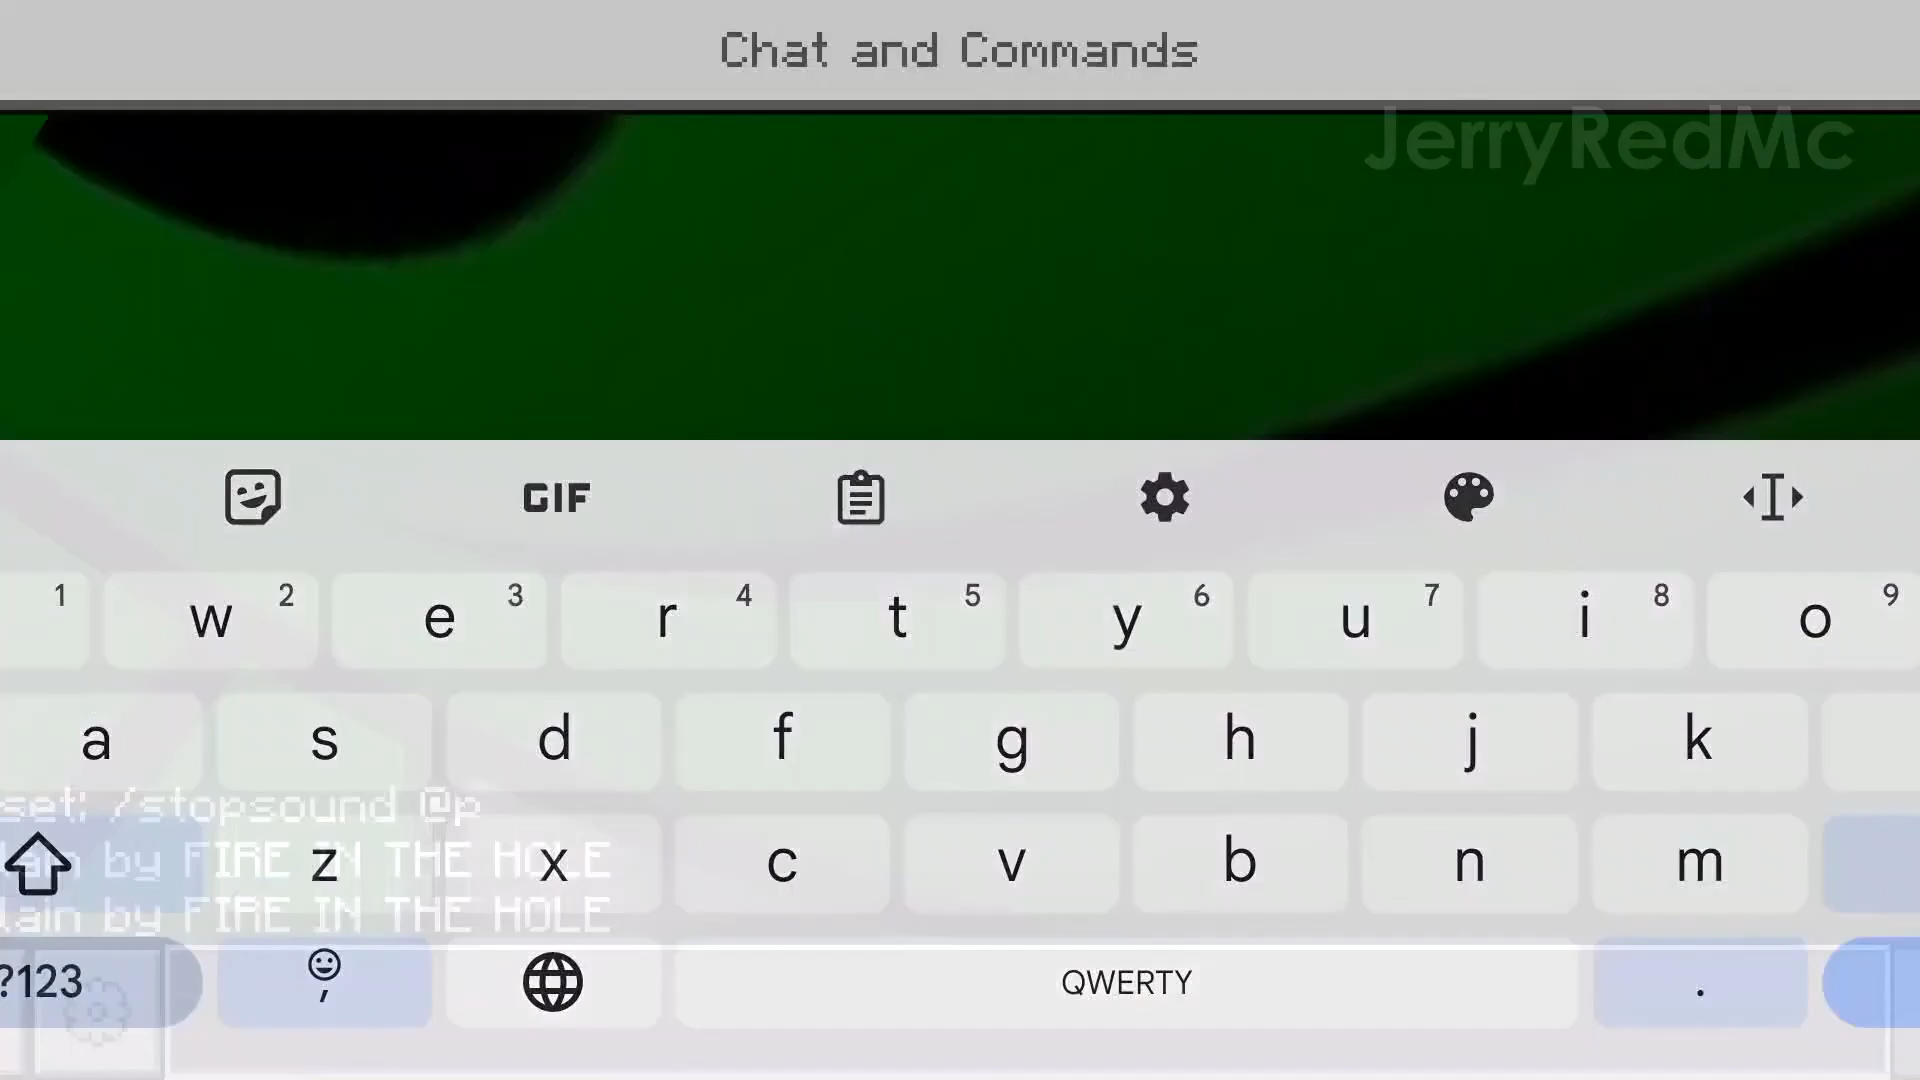 Chat and Commands
JerryRedMc
GIF
1 w 2 e 3 r 4 t 5 y 6 u 7 i 8 o 9
a s d f g h j k
set: /stopsound @p
z x c v b n m
by FIRE IN THE HOLE
by FIRE IN THE HOLE
?123 , QWERTY .